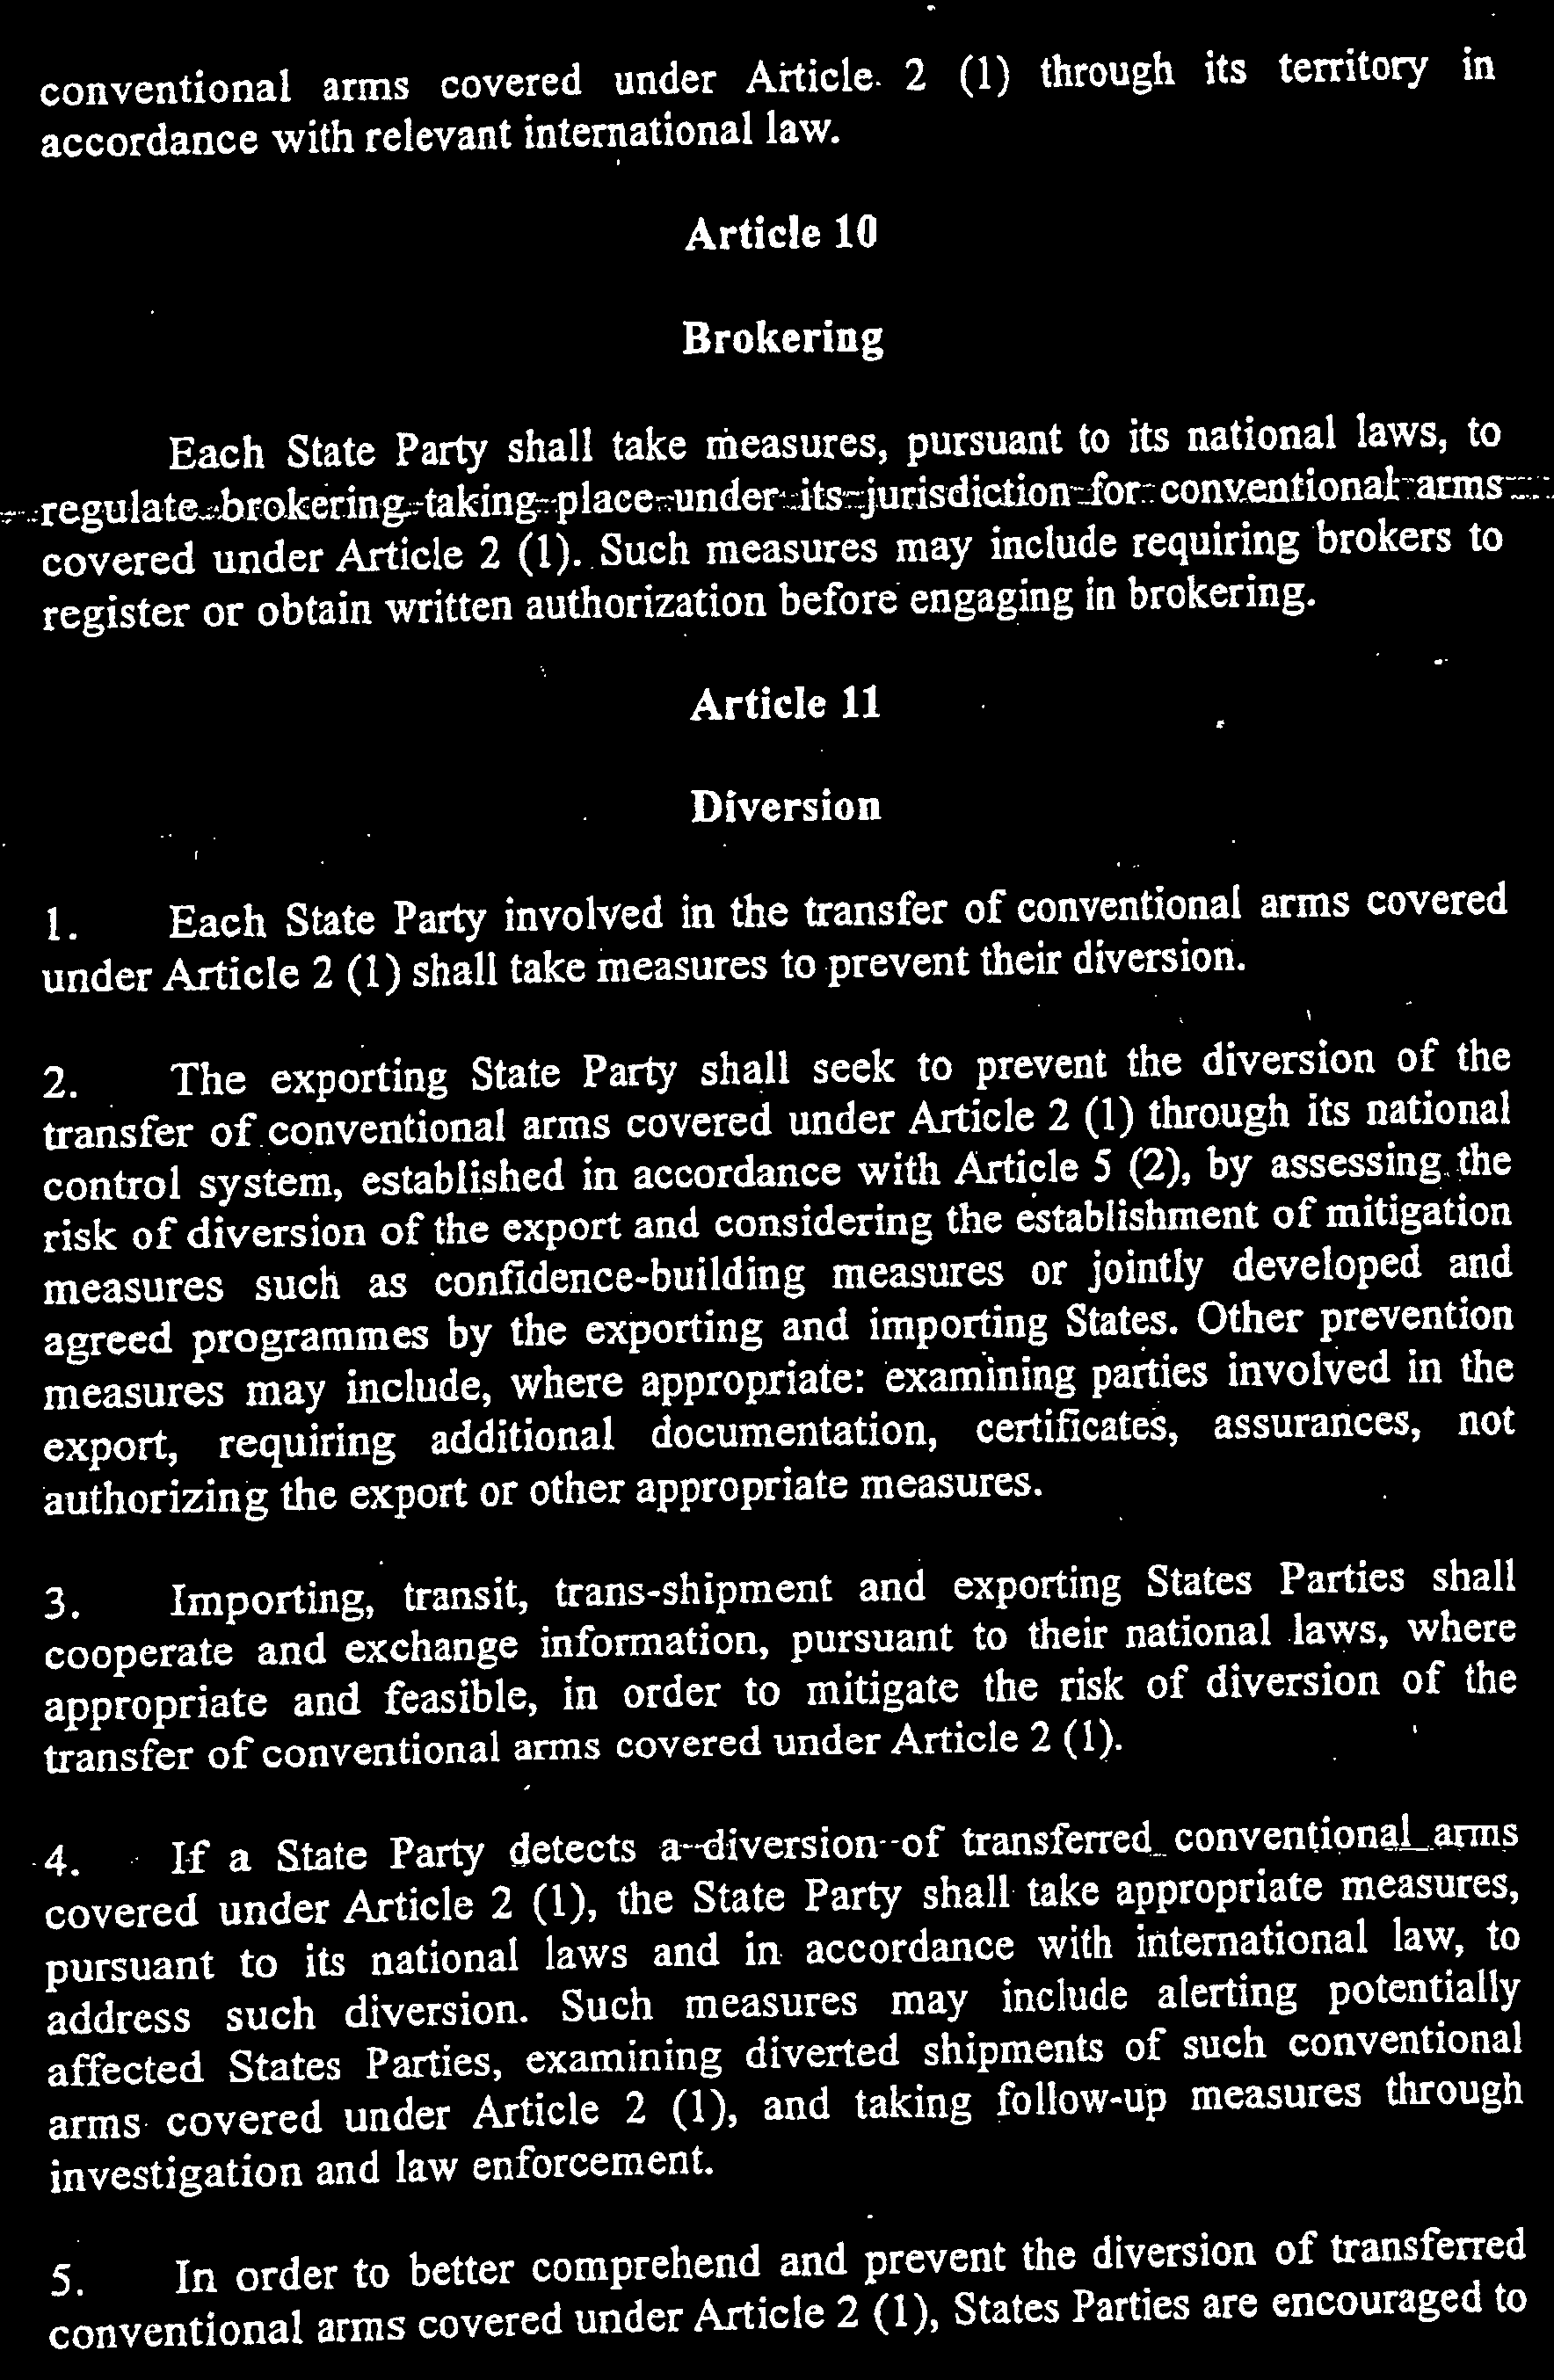 conventional arms covered under Article 2 (1) through its territory in
accordance with relevant international law.
Article 10
Brokering
Each State Party shall take measures, pursuant to its national laws, to
regulate brokering taking place under its jurisdiction for conventional arms
covered under Article 2 (1). Such measures may include requiring brokers to
register or obtain written authorization before engaging in brokering.
Article 11
Diversion
1. Each State Party involved in the transfer of conventional arms covered
under Article 2 (1) shall take measures to prevent their diversion.
2. The exporting State Party shall seek to prevent the diversion of the
transfer of conventional arms covered under Article 2 (1) through its national
control system, established in accordance with Article 5 (2), by assessing the
risk of diversion of the export and considering the establishment of mitigation
measures such as confidence-building measures or jointly developed and
agreed programmes by the exporting and importing States. Other prevention
measures may include, where appropriate: examining parties involved in the
export, requiring additional documentation, certificates, assurances, not
authorizing the export or other appropriate measures.
3. Importing, transit, trans-shipment and exporting States Parties shall
cooperate and exchange information, pursuant to their national laws, where
appropriate and feasible, in order to mitigate the risk of diversion of the
transfer of conventional arms covered under Article 2 (1).
4. If a State Party detects a diversion of transferred conventional arms
covered under Article 2 (1), the State Party shall take appropriate measures,
pursuant to its national laws and in accordance with international law, to
address such diversion. Such measures may include alerting potentially
affected States Parties, examining diverted shipments of such conventional
arms covered under Article 2 (1), and taking follow-up measures through
investigation and law enforcement.
5. In order to better comprehend and prevent the diversion of transferred
conventional arms covered under Article 2 (1), States Parties are encouraged to